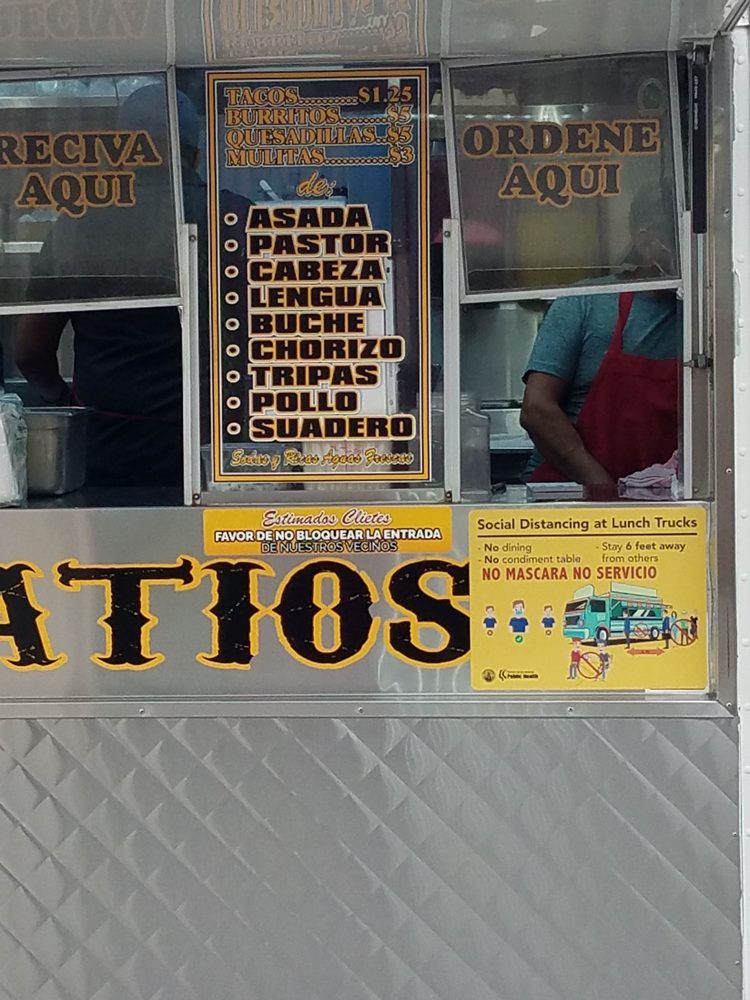 RECIVA
AQUI
TACOS..........$1.25
BURRITOS.......$5
QUESADILLAS..$5
MULITAS..........$3
de:
ASADA
PASTOR
CABEZA
LENGUA
BUCHE
CHORIZO
TRIPAS
POLLO
SUADERO
Sodas y Ricas Aguas Frescas
ORDENE
AQUI
Estimados Clietes
FAVOR DE NO BLOQUEAR LA ENTRADA
DE NUESTROS VECINOS
ATIOS
Social Distancing at Lunch Trucks
- No dining
- No condiment table
- Stay 6 feet away
from others
NO MASCARA NO SERVICIO
Public Health